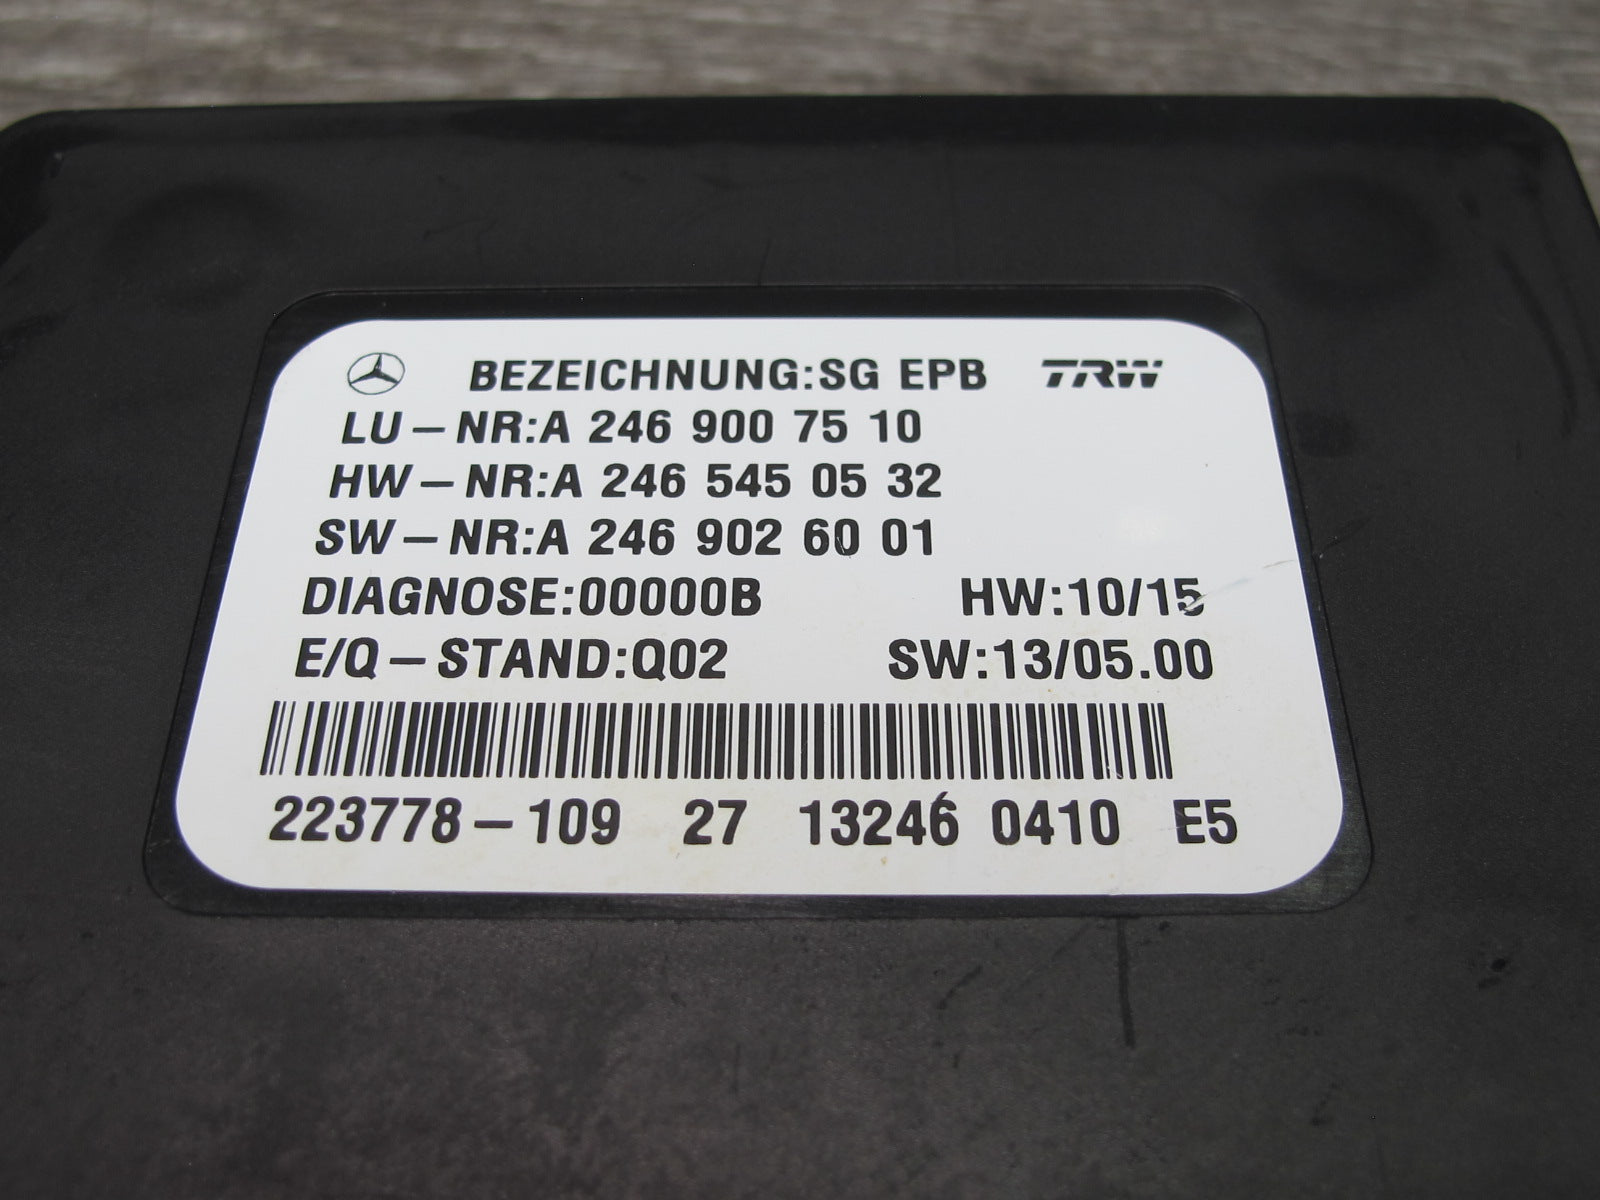 BEZEICHNUNG:SG EPB TRW
LU-NR:A 246 900 75 10
HW-NR:A 246 545 05 32
SW-NR:A 246 902 60 01
DIAGNOSE:00000B HW:10/15
E/Q-STAND:Q02 SW:13/05.00
223778-109 27 13246 0410 E5